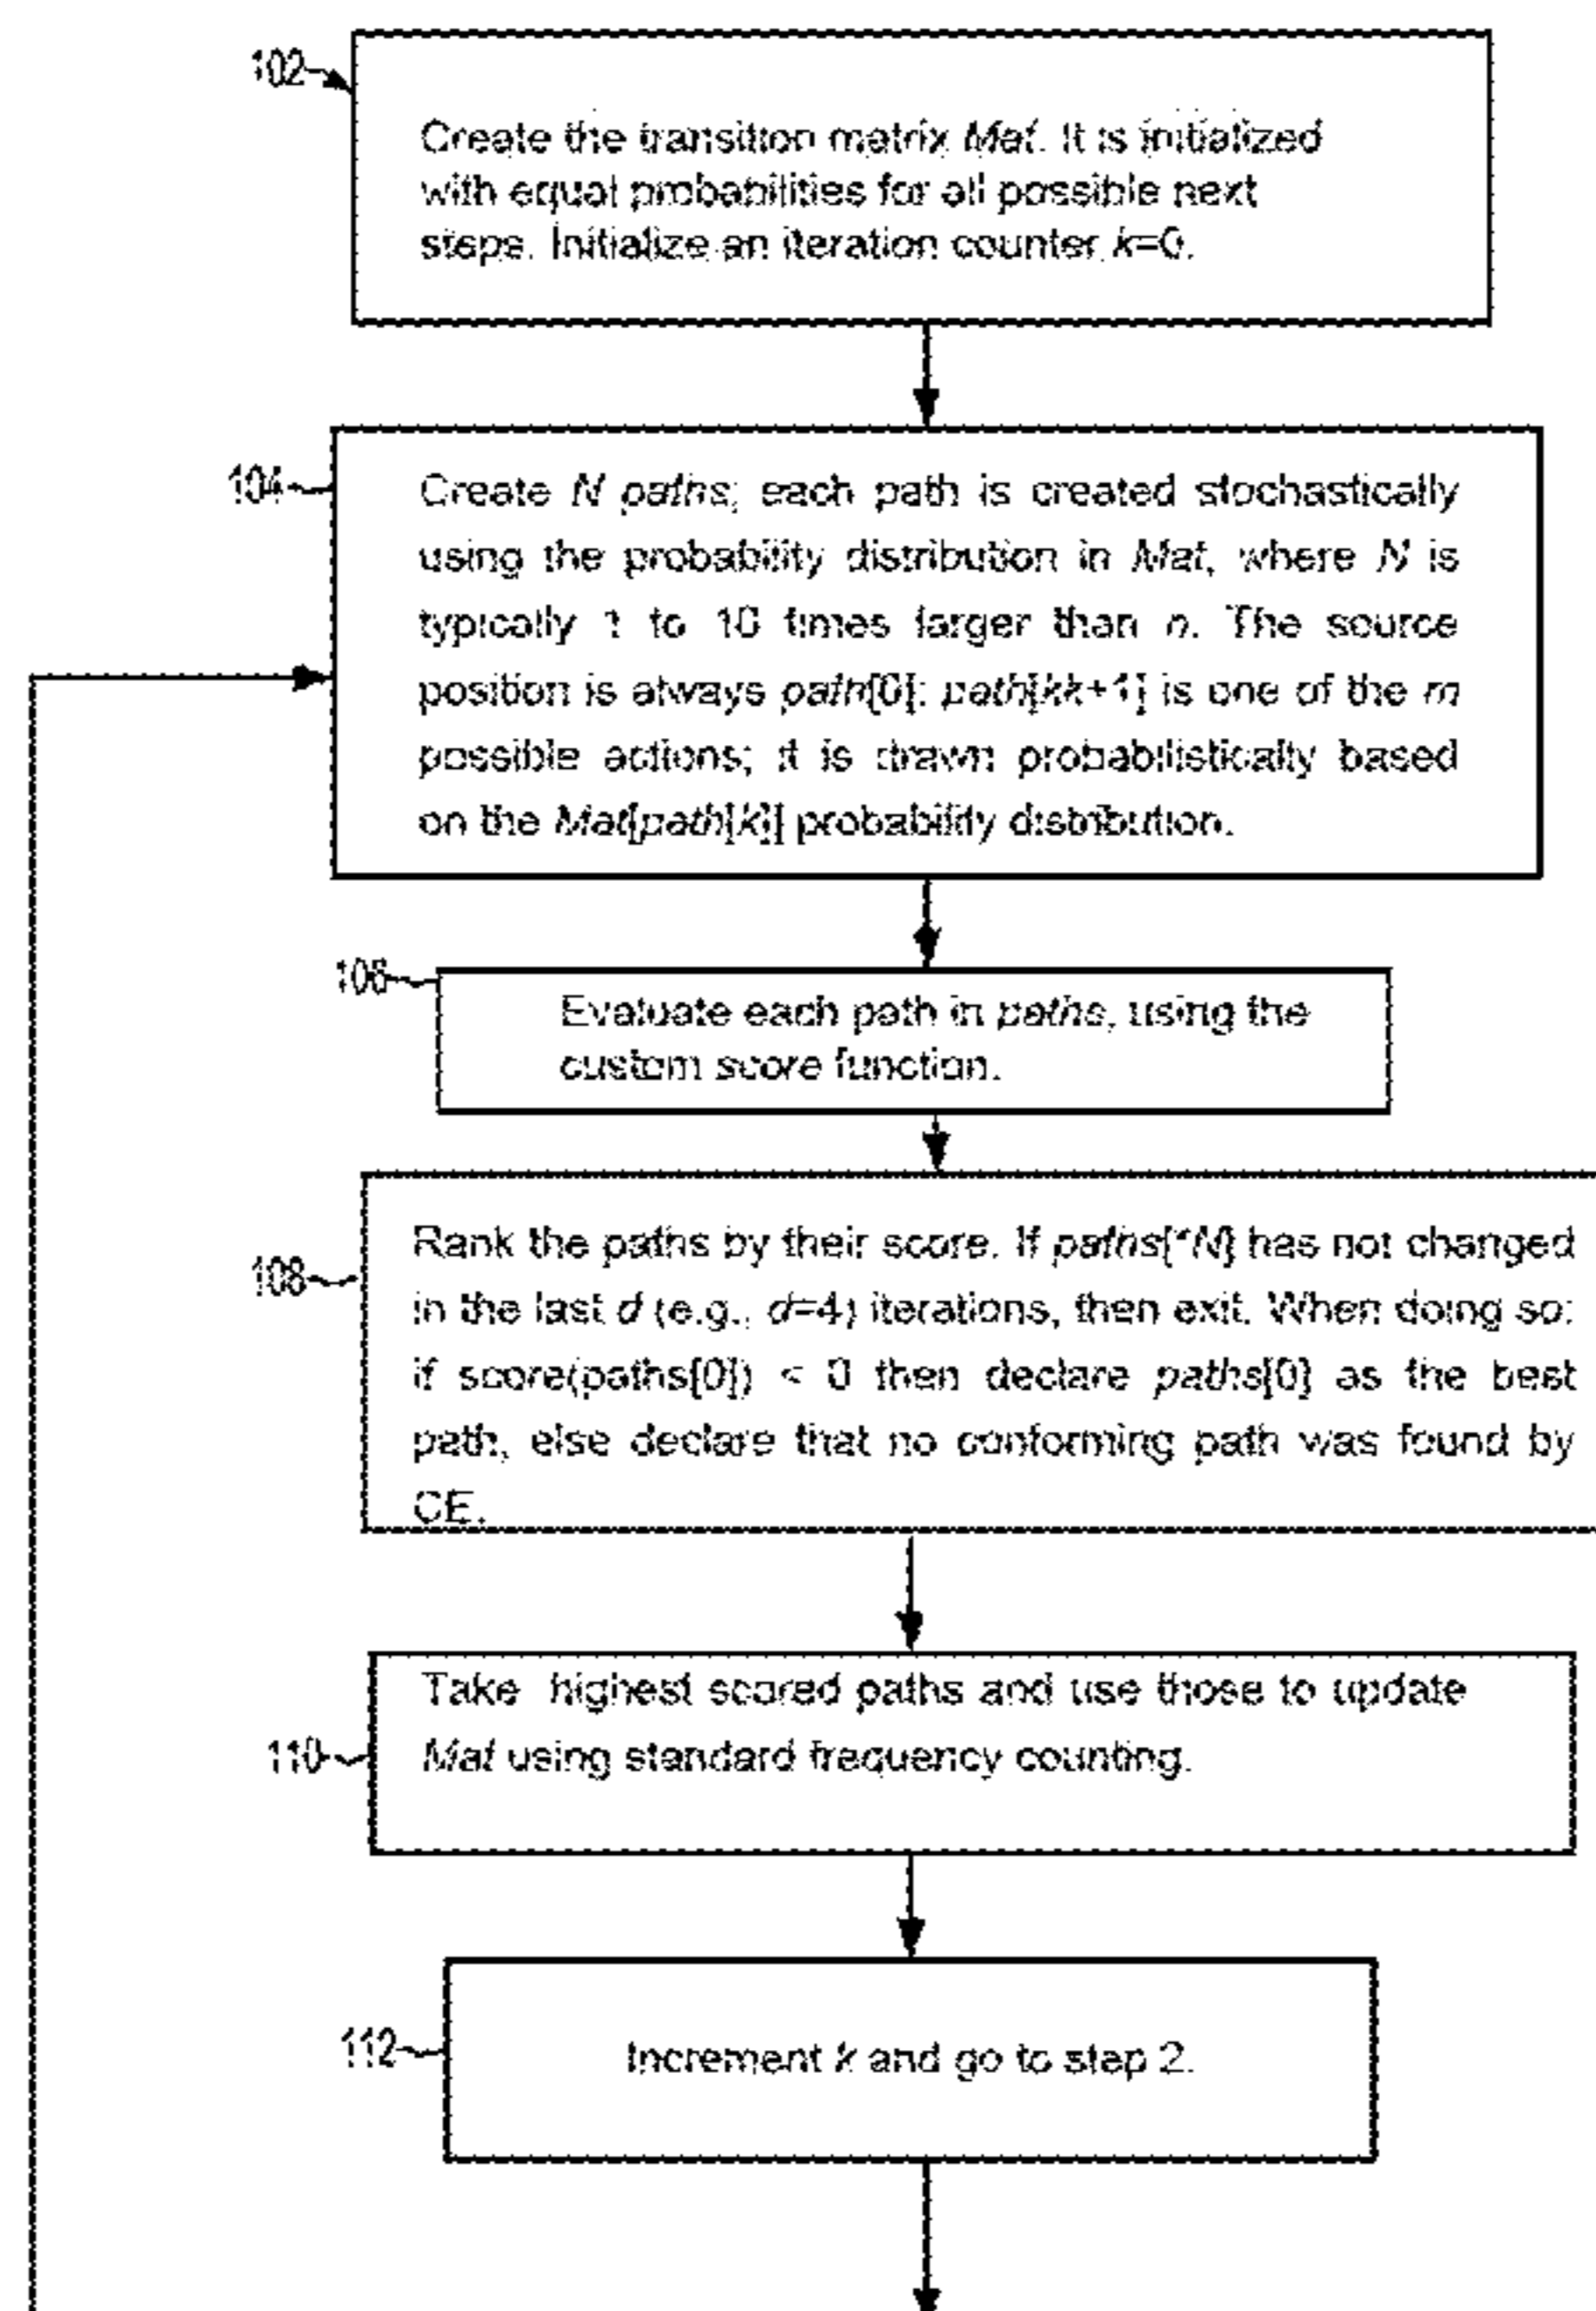 102
Create the transition matrix Mat. It is initialized
with equal probabilities for all possible next
steps. Initialize an iteration counter k=0.
104
Create N paths; each path is created stochastically
using the probability distribution in Mat, where N is
typically 1 to 10 times larger than n. The source
position is always path[0]; path[kk+1] is one of the m
possible actions; it is drawn probabilistically based
on the Mat[path[k]] probability distribution.
106
Evaluate each path in paths, using the
custom score function.
108
Rank the paths by their score. If paths[*N] has not changed
in the last d (e.g., d=4) iterations, then exit. When doing so:
if score(paths[0]) < 0 then declare paths[0] as the best
path, else declare that no conforming path was found by
CE.
110
Take highest scored paths and use those to update
Mat using standard frequency counting.
112
Increment k and go to step 2.